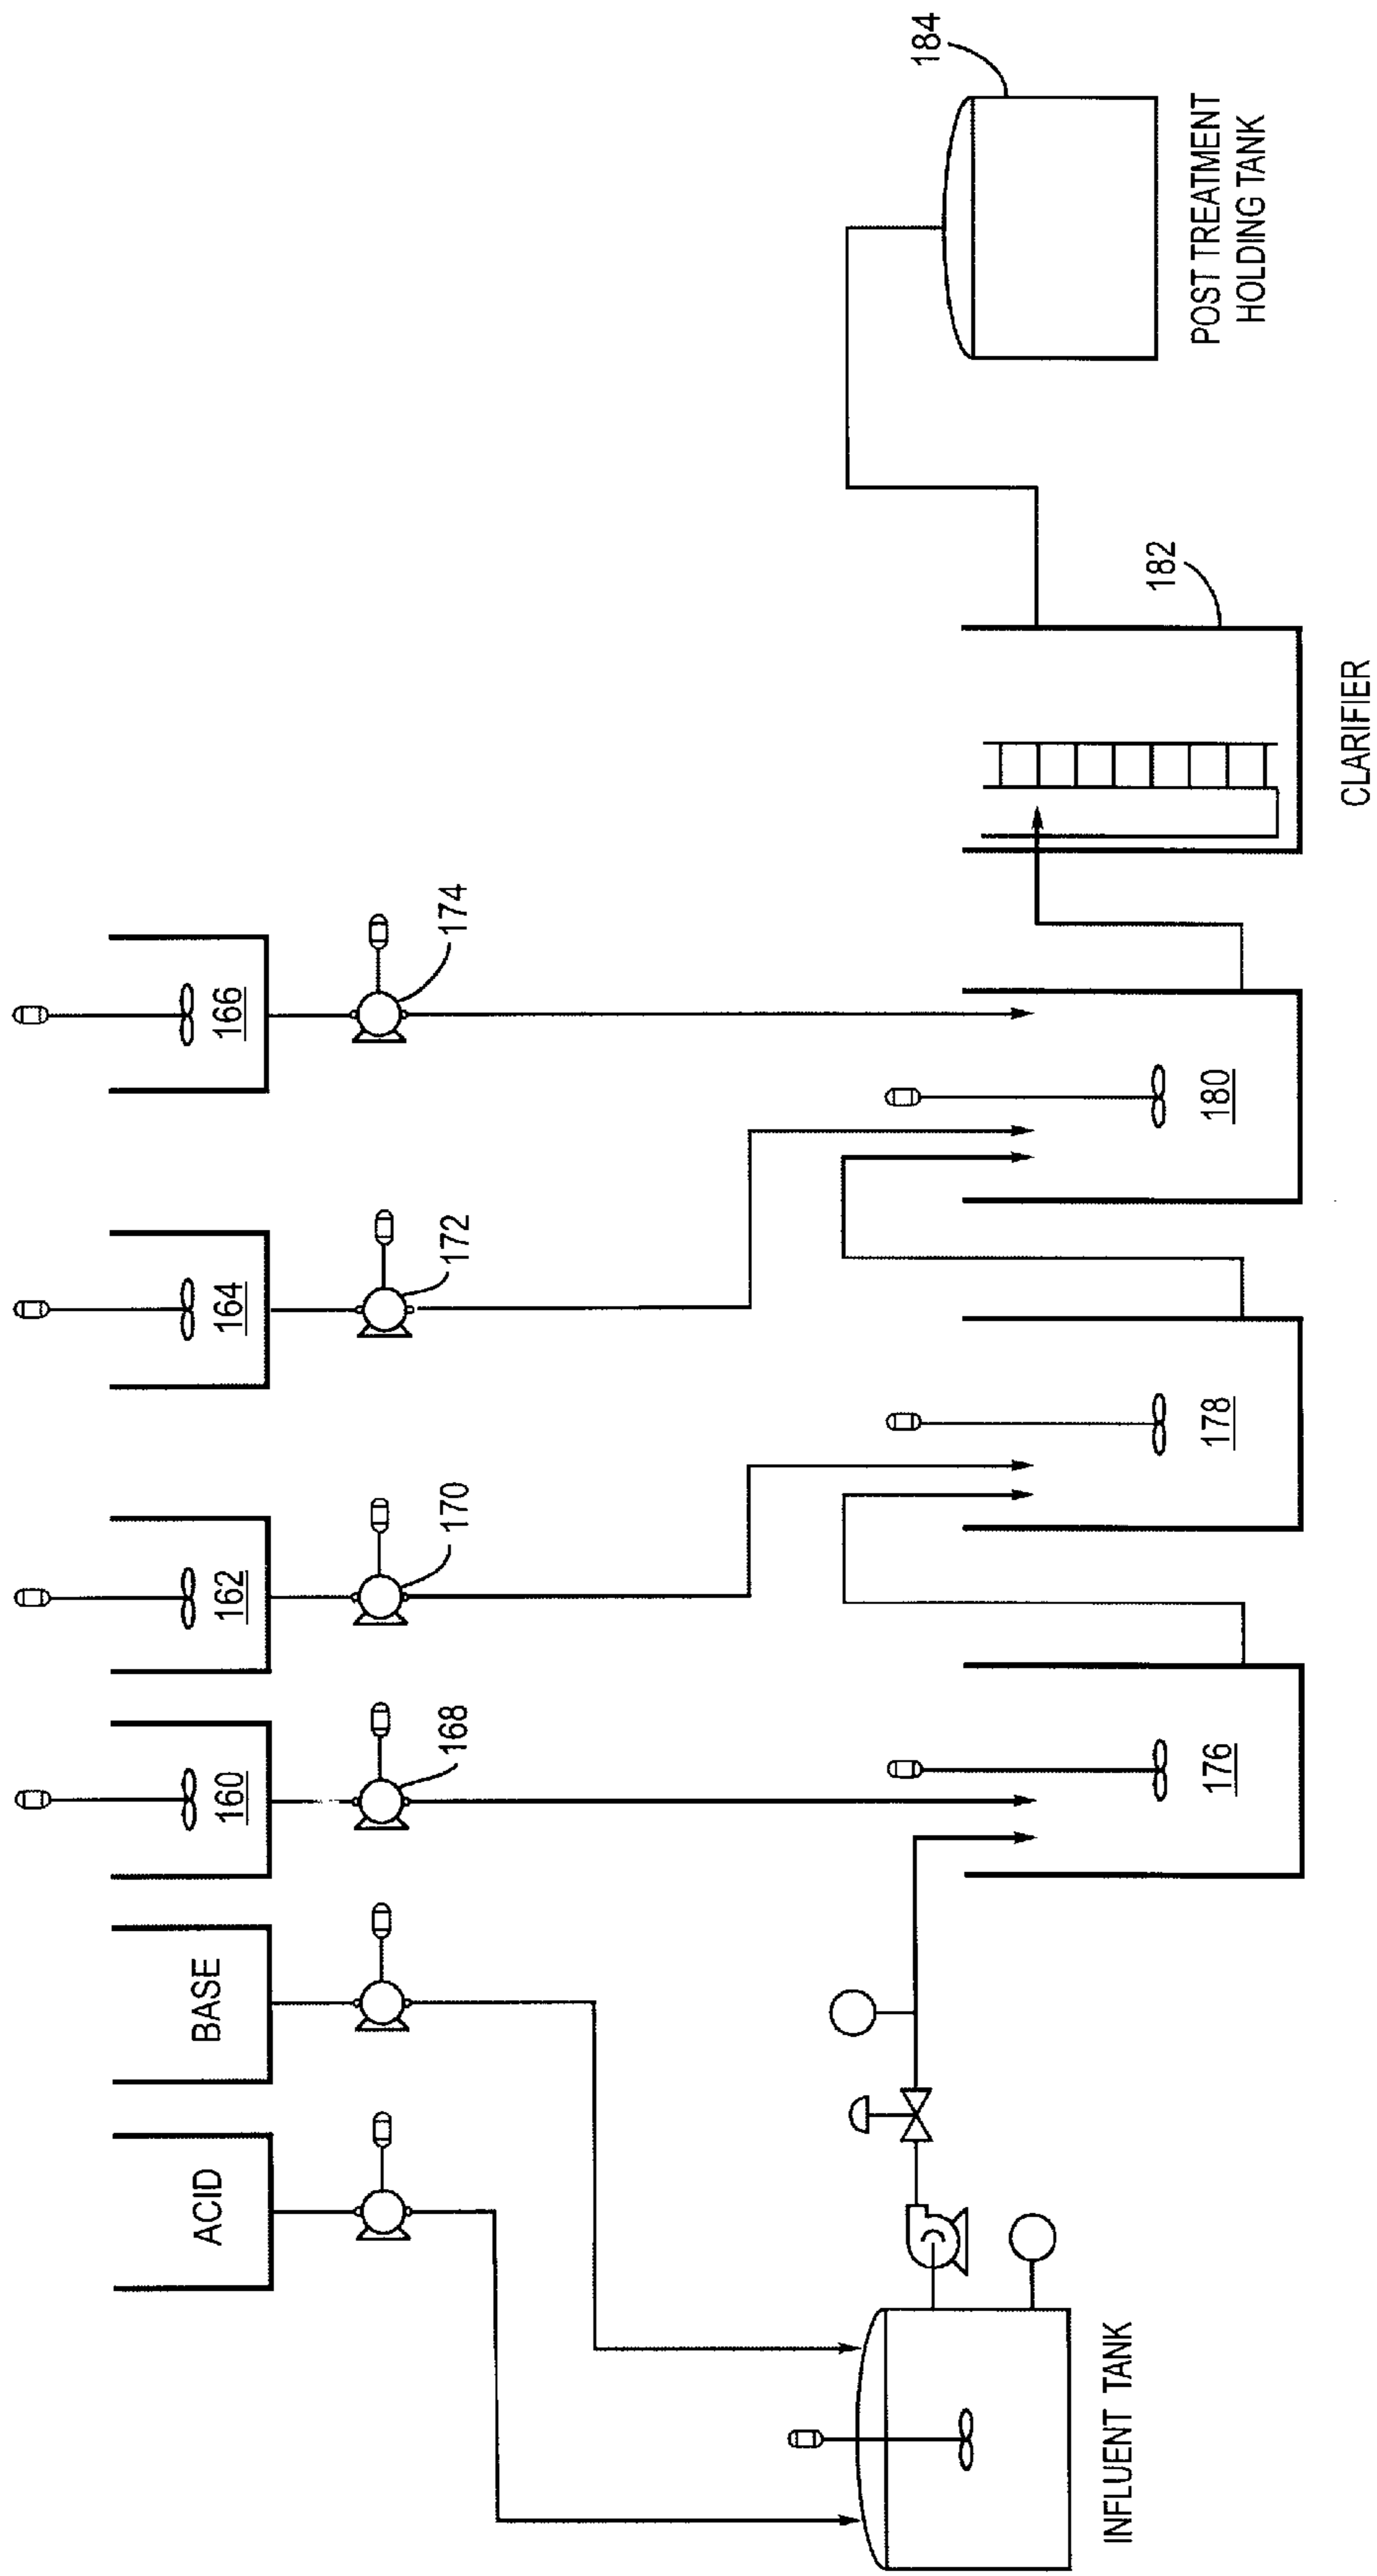 ACID
BASE
160
162
164
166
168
170
172
174
176
178
180
182
184
INFLUENT TANK
CLARIFIER
POST TREATMENT
HOLDING TANK